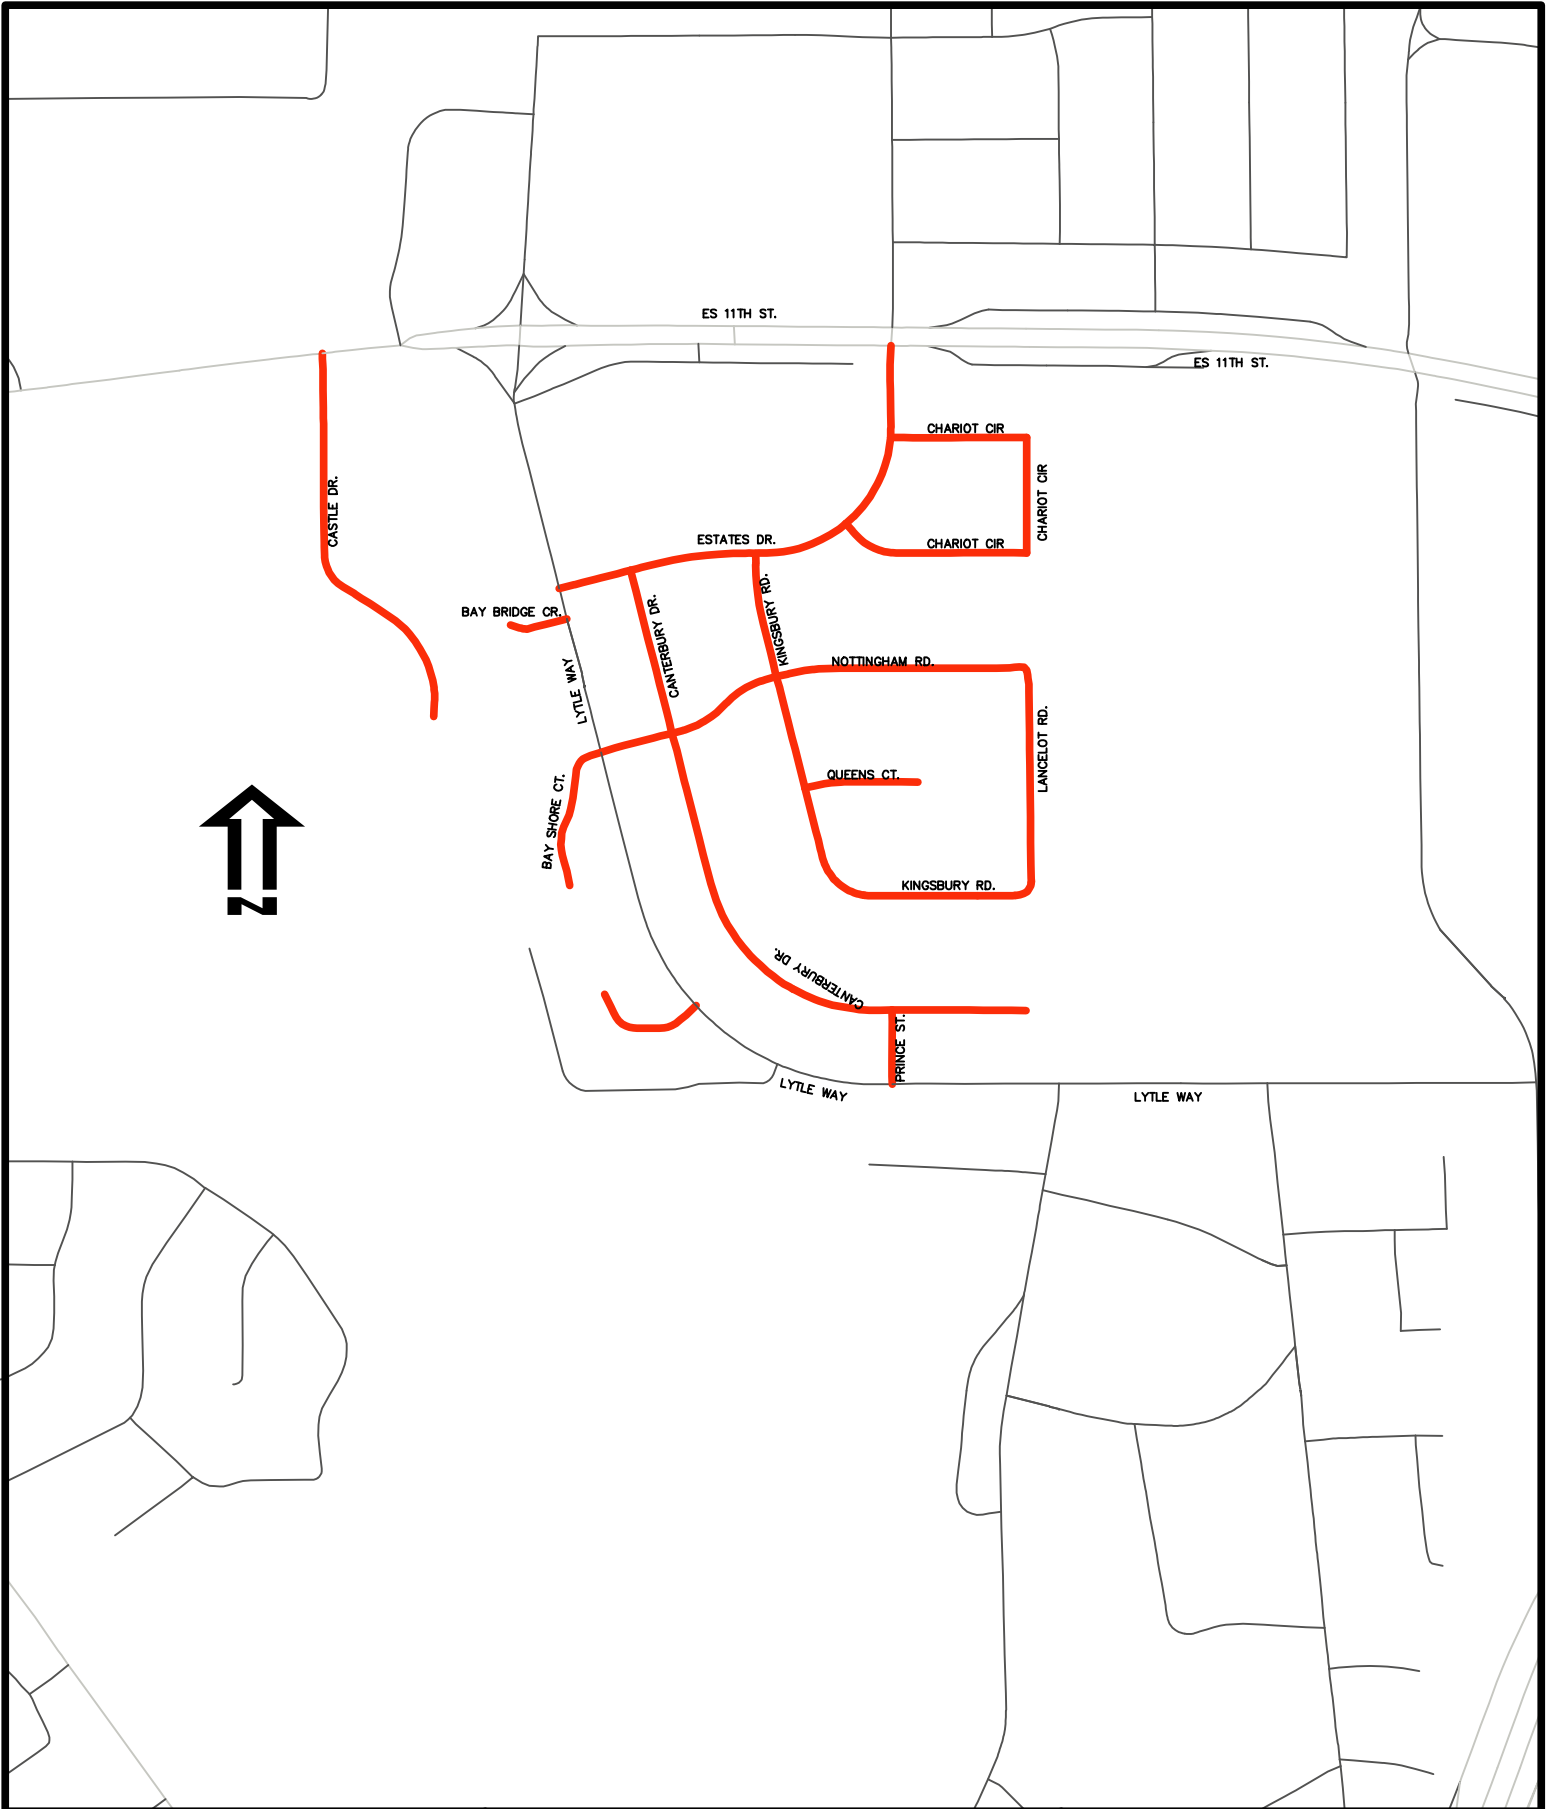 ES 11TH ST.
ES 11TH ST.
CHARIOT CIR
CHARIOT CIR
CASTLE DR.
ESTATES DR.
CHARIOT CIR
KINGSBURY RD.
BAY BRIDGE CR.
CANTERBURY DR.
NOTTINGHAM RD.
LYTLE WAY
LANCELOT RD.
QUEENS CT.
BAY SHORE CT.
KINGSBURY RD.
N
CANTERBURY DR.
PRINCE ST.
LYTLE WAY
LYTLE WAY